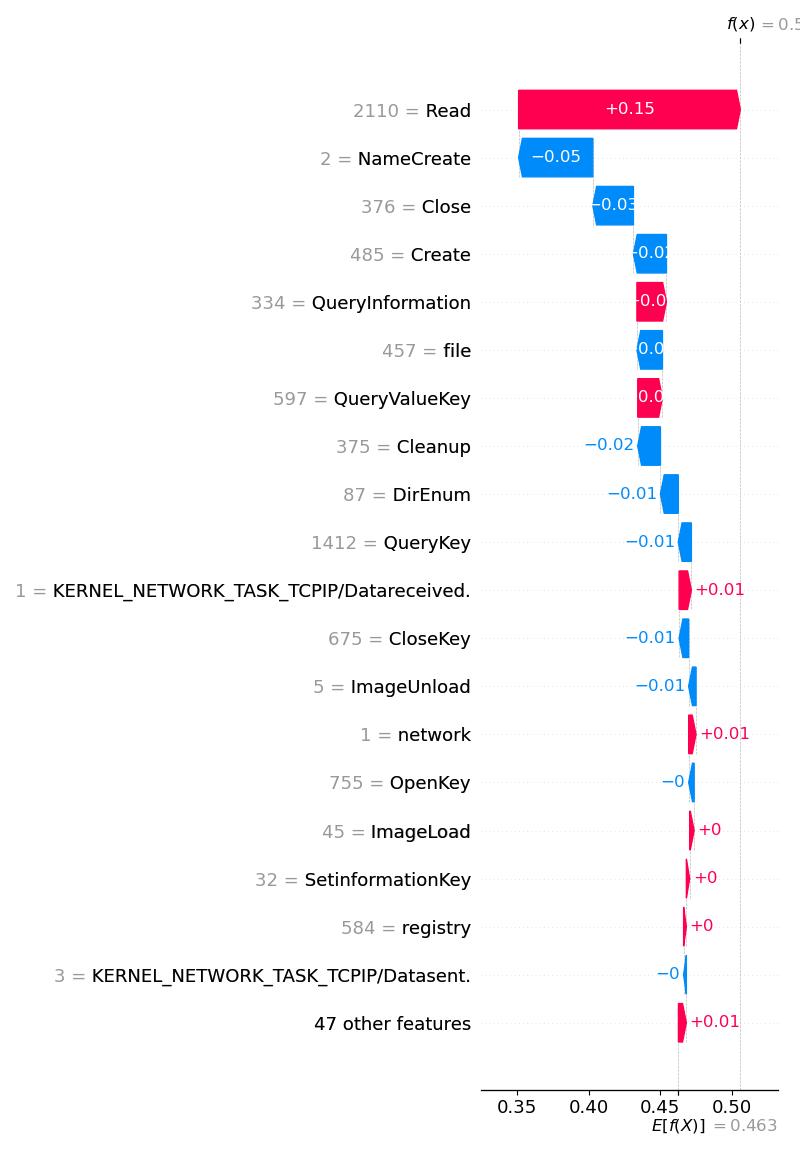 f(x) = 0.5
2110 = Read +0.15
2 = NameCreate −0.05
376 = Close −0.03
485 = Create −0.02
334 = QueryInformation
457 = file
597 = QueryValueKey
375 = Cleanup −0.02
87 = DirEnum −0.01
1412 = QueryKey −0.01
1 = KERNEL_NETWORK_TASK_TCPIP/Datareceived. +0.01
675 = CloseKey −0.01
5 = ImageUnload −0.01
1 = network +0.01
755 = OpenKey −0
45 = ImageLoad +0
32 = SetinformationKey +0
584 = registry +0
3 = KERNEL_NETWORK_TASK_TCPIP/Datasent. −0
47 other features +0.01
0.35 0.40 0.45 0.50
E[f(X)] = 0.463